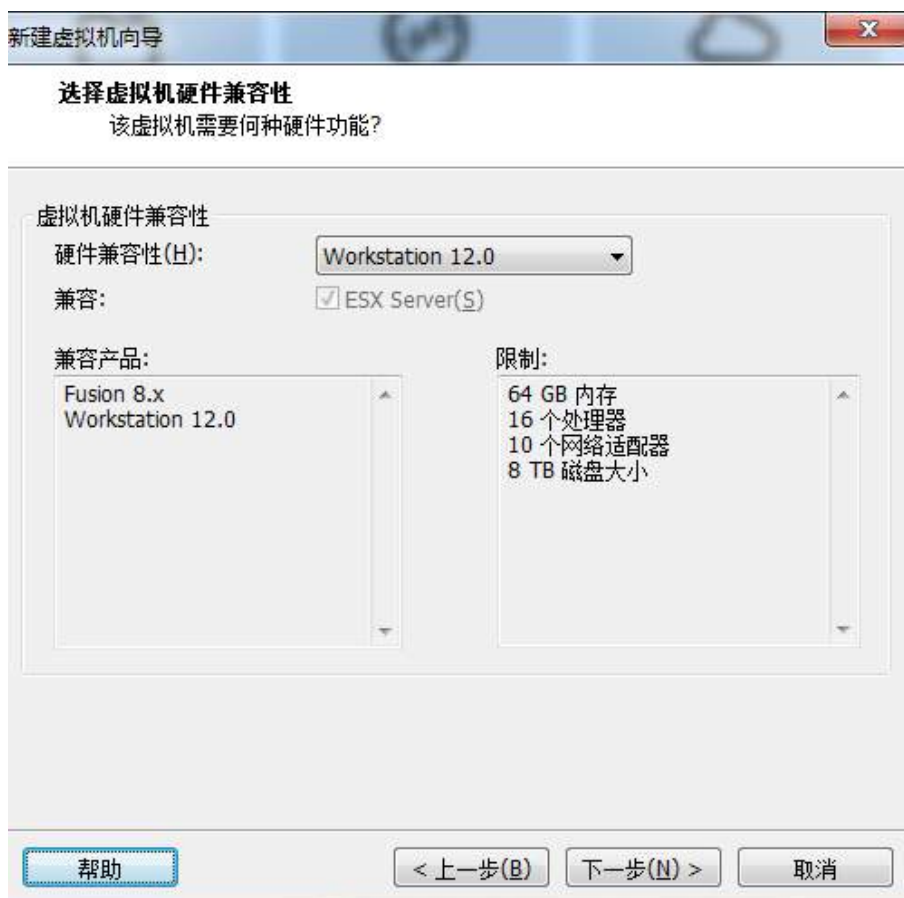 新建虚拟机向导
选择虚拟机硬件兼容性
该虚拟机需要何种硬件功能?
虚拟机硬件兼容性
硬件兼容性(H): Workstation 12.0
兼容: ESX Server(S)
兼容产品:
Fusion 8.x
Workstation 12.0
限制:
64 GB 内存
16 个处理器
10 个网络适配器
8 TB 磁盘大小
帮助 < 上一步(B) 下一步(N) > 取消